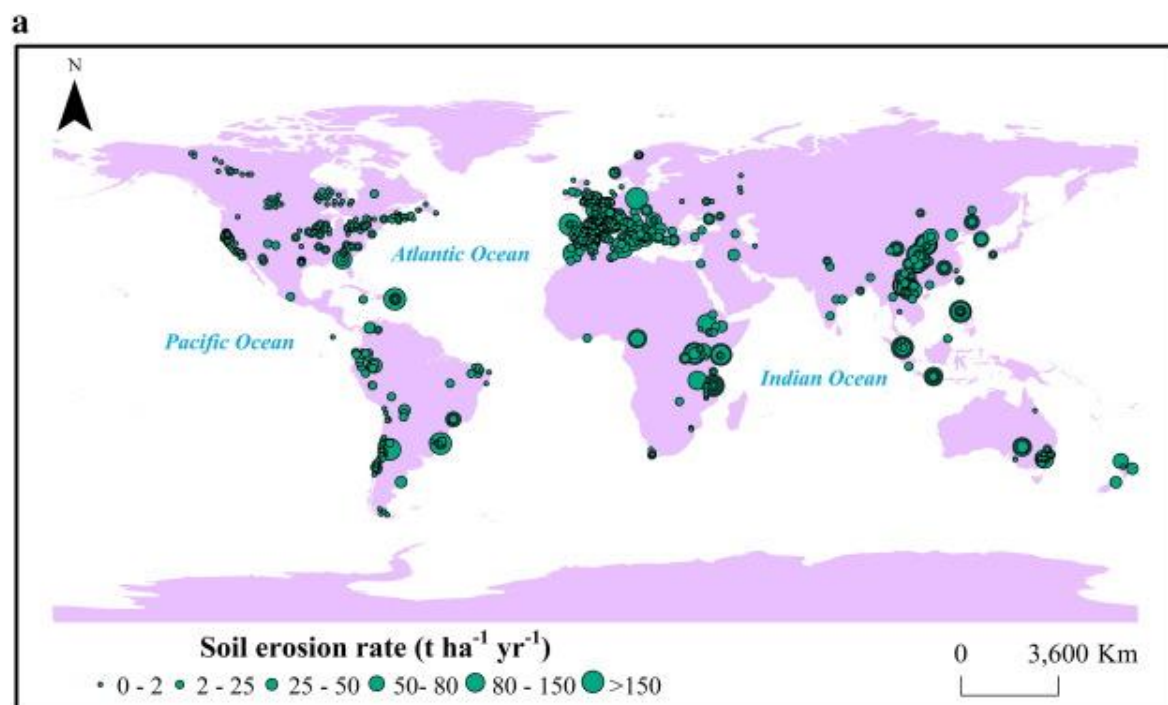 a
N
Atlantic Ocean
Pacific Ocean
Indian Ocean
Soil erosion rate (t ha⁻¹ yr⁻¹)
0 - 2 2 - 25 25 - 50 50- 80 80 - 150 >150
0 3,600 Km